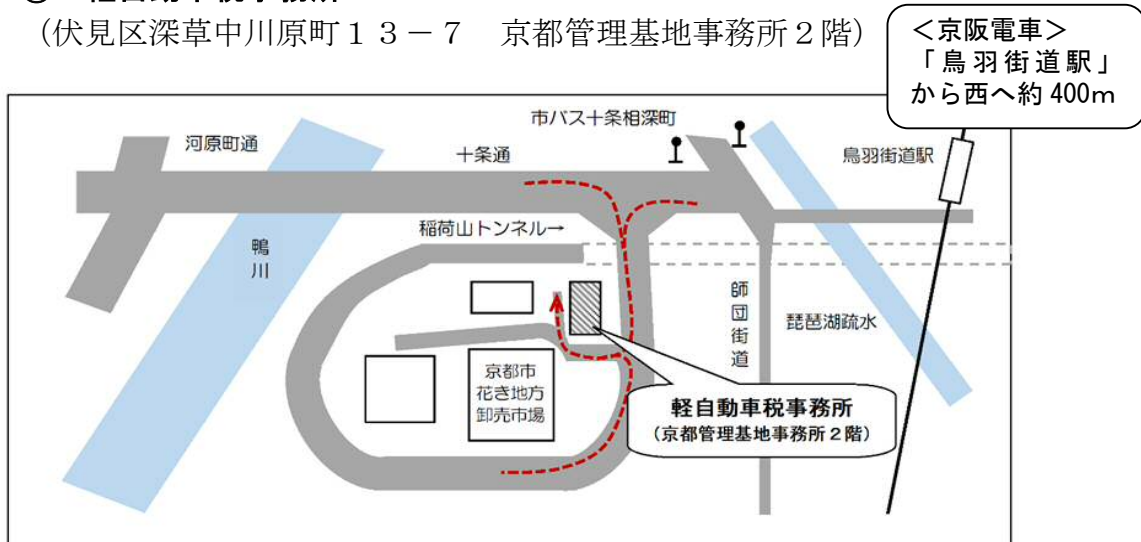 （伏見区深草中川原町１３－７　京都管理基地事務所２階）
＜京阪電車＞
「鳥羽街道駅」
から西へ約 400ｍ
市バス十条相深町
河原町通
十条通
鳥羽街道駅
稲荷山トンネル→
鴨川
師団街道
琵琶湖疏水
京都市
花き地方
卸売市場
軽自動車税事務所
（京都管理基地事務所２階）